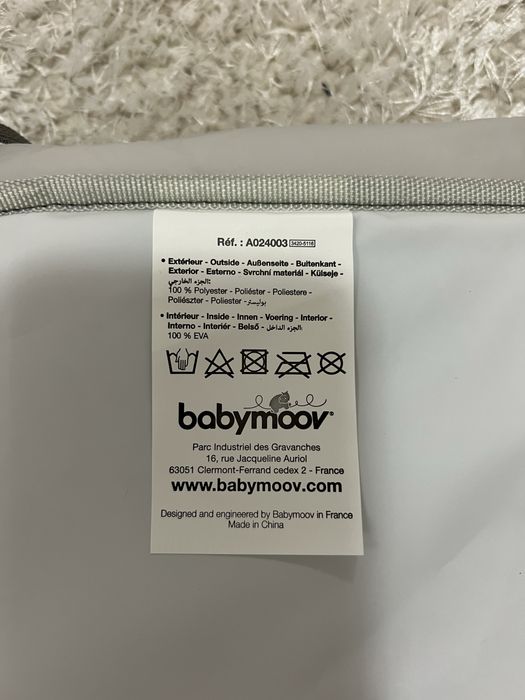 Réf. : A024003 3420-5116
• Extérieur - Outside - Außenseite - Buitenkant -
Exterior - Esterno - Svrchní materiál - Külseje -
الجزء الخارجي:
100 % Polyester - Poliéster - Poliestere -
Poliészter - Poliester - بوليستر
• Intérieur - Inside - Innen - Voering - Interior -
Interno - Interiér - Belső - الجزء الداخل:
100 % EVA
babymoov®
Parc Industriel des Gravanches
16, rue Jacqueline Auriol
63051 Clermont-Ferrand cedex 2 - France
www.babymoov.com
Designed and engineered by Babymoov in France
Made in China